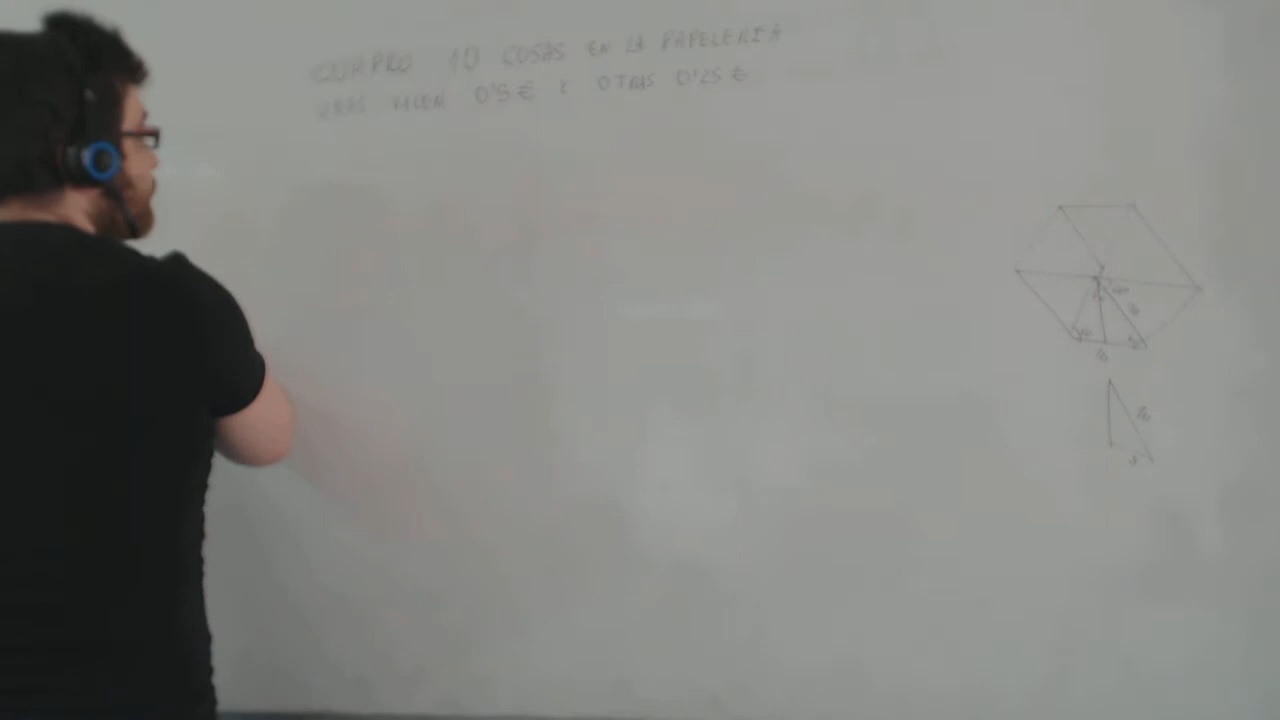 COMPRO 10 COSAS EN LA PAPELERIA
UNAS VALEN 0'5 € Y OTRAS 0'25 €